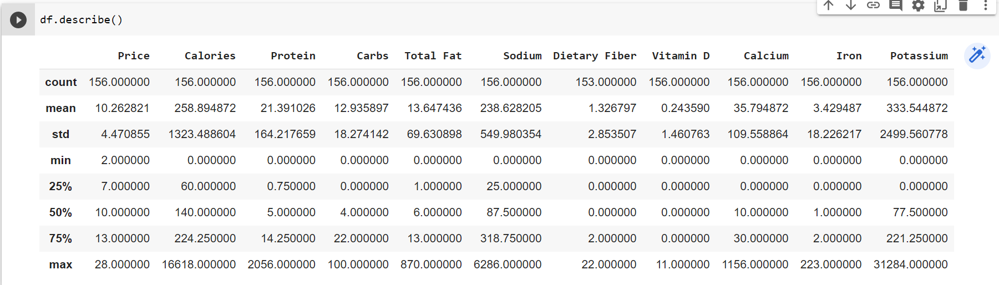 df.describe()
Price Calories Protein Carbs Total Fat Sodium Dietary Fiber Vitamin D Calcium Iron Potassium
count 156.000000 156.000000 156.000000 156.000000 156.000000 156.000000 153.000000 156.000000 156.000000 156.000000 156.000000
mean 10.262821 258.894872 21.391026 12.935897 13.647436 238.628205 1.326797 0.243590 35.794872 3.429487 333.544872
std 4.470855 1323.488604 164.217659 18.274142 69.630898 549.980354 2.853507 1.460763 109.558864 18.226217 2499.560778
min 2.000000 0.000000 0.000000 0.000000 0.000000 0.000000 0.000000 0.000000 0.000000 0.000000 0.000000
25% 7.000000 60.000000 0.750000 0.000000 1.000000 25.000000 0.000000 0.000000 0.000000 0.000000 0.000000
50% 10.000000 140.000000 5.000000 4.000000 6.000000 87.500000 0.000000 0.000000 10.000000 1.000000 77.500000
75% 13.000000 224.250000 14.250000 22.000000 13.000000 318.750000 2.000000 0.000000 30.000000 2.000000 221.250000
max 28.000000 16618.000000 2056.000000 100.000000 870.000000 6286.000000 22.000000 11.000000 1156.000000 223.000000 31284.000000